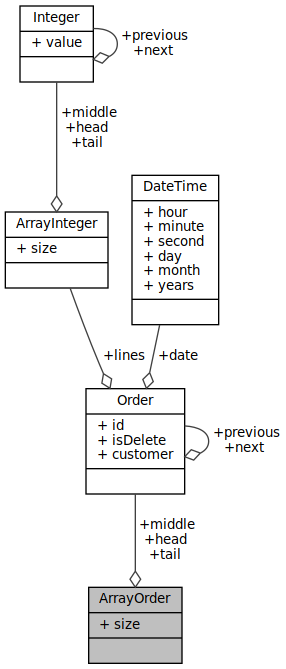 Integer
+ value
+previous
+next
+middle
+head
+tail
ArrayInteger
+ size
DateTime
+ hour
+ minute
+ second
+ day
+ month
+ years
+lines
+date
Order
+ id
+ isDelete
+ customer
+previous
+next
+middle
+head
+tail
ArrayOrder
+ size